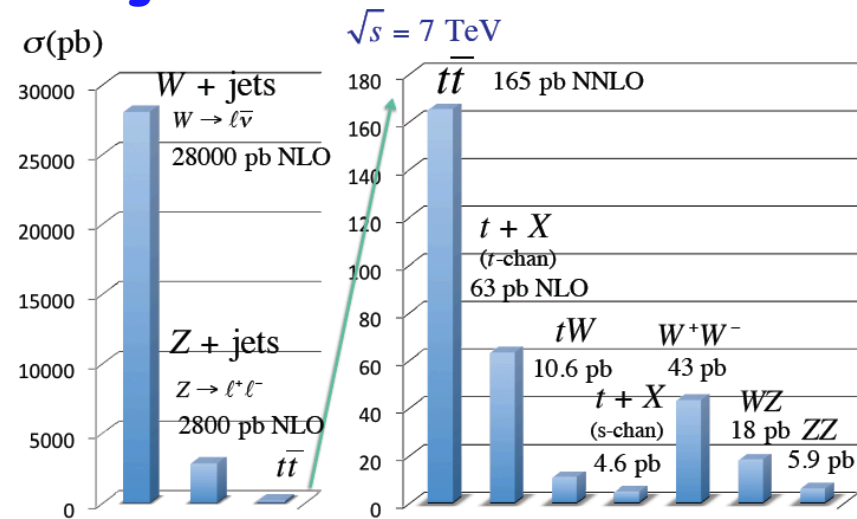 σ(pb)
30000
25000
20000
15000
10000
5000
0
W + jets
W → ℓν̅
28000 pb NLO
Z + jets
Z → ℓ⁺ℓ⁻
2800 pb NLO
tt̅
√s = 7 TeV
180
160
140
120
100
80
60
40
20
0
tt̅ 165 pb NNLO
t + X
(t-chan)
63 pb NLO
tW
10.6 pb
t + X
(s-chan)
4.6 pb
W⁺W⁻
43 pb
WZ
18 pb
ZZ
5.9 pb